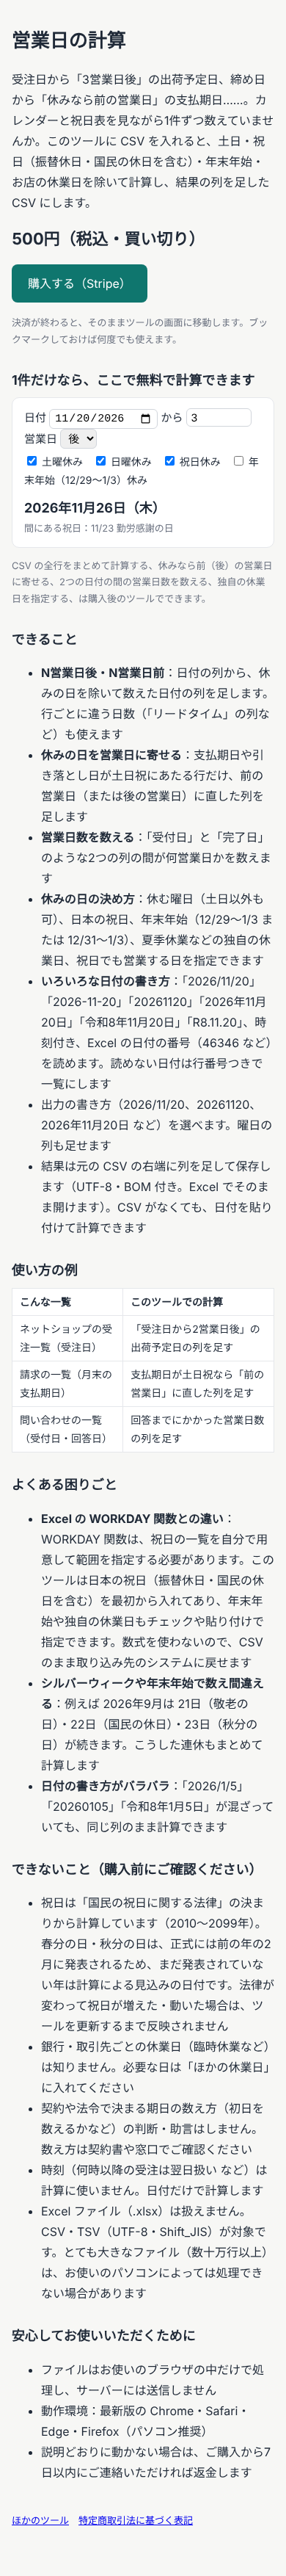 営業日の計算
受注日から「3営業日後」の出荷予定日、締め日
から「休みなら前の営業日」の支払期日……。カ
レンダーと祝日表を見ながら1件ずつ数えていませ
んか。このツールに CSV を入れると、土日・祝
日（振替休日・国民の休日を含む）・年末年始・
お店の休業日を除いて計算し、結果の列を足した
CSV にします。
500円（税込・買い切り）
購入する（Stripe）
決済が終わると、そのままツールの画面に移動します。ブッ
クマークしておけば何度でも使えます。
1件だけなら、ここで無料で計算できます
日付 11/20/2026 から 3
営業日 後
土曜休み 日曜休み 祝日休み 年
末年始（12/29〜1/3）休み
2026年11月26日（木）
間にある祝日：11/23 勤労感謝の日
CSV の全行をまとめて計算する、休みなら前（後）の営業日
に寄せる、2つの日付の間の営業日数を数える、独自の休業
日を指定する、は購入後のツールでできます。
できること
N営業日後・N営業日前：日付の列から、休
みの日を除いて数えた日付の列を足します。
行ごとに違う日数（「リードタイム」の列な
ど）も使えます
休みの日を営業日に寄せる：支払期日や引
き落とし日が土日祝にあたる行だけ、前の
営業日（または後の営業日）に直した列を
足します
営業日数を数える：「受付日」と「完了日」
のような2つの列の間が何営業日かを数えま
す
休みの日の決め方：休む曜日（土日以外も
可）、日本の祝日、年末年始（12/29〜1/3 ま
たは 12/31〜1/3）、夏季休業などの独自の休
業日、祝日でも営業する日を指定できます
いろいろな日付の書き方：「2026/11/20」
「2026-11-20」「20261120」「2026年11月
20日」「令和8年11月20日」「R8.11.20」、時
刻付き、Excel の日付の番号（46346 など）
を読めます。読めない日付は行番号つきで
一覧にします
出力の書き方（2026/11/20、20261120、
2026年11月20日 など）を選べます。曜日の
列も足せます
結果は元の CSV の右端に列を足して保存し
ます（UTF-8・BOM 付き。Excel でそのま
ま開けます）。CSV がなくても、日付を貼り
付けて計算できます
使い方の例
こんな一覧 このツールでの計算
ネットショップの受
注一覧（受注日）
「受注日から2営業日後」の
出荷予定日の列を足す
請求の一覧（月末の
支払期日）
支払期日が土日祝なら「前の
営業日」に直した列を足す
問い合わせの一覧
（受付日・回答日）
回答までにかかった営業日数
の列を足す
よくある困りごと
Excel の WORKDAY 関数との違い：
WORKDAY 関数は、祝日の一覧を自分で用
意して範囲を指定する必要があります。この
ツールは日本の祝日（振替休日・国民の休
日を含む）を最初から入れてあり、年末年
始や独自の休業日もチェックや貼り付けで
指定できます。数式を使わないので、CSV
のまま取り込み先のシステムに戻せます
シルバーウィークや年末年始で数え間違え
る：例えば 2026年9月は 21日（敬老の
日）・22日（国民の休日）・23日（秋分の
日）が続きます。こうした連休もまとめて
計算します
日付の書き方がバラバラ：「2026/1/5」
「20260105」「令和8年1月5日」が混ざって
いても、同じ列のまま計算できます
できないこと（購入前にご確認ください）
祝日は「国民の祝日に関する法律」の決ま
りから計算しています（2010〜2099年）。
春分の日・秋分の日は、正式には前の年の2
月に発表されるため、まだ発表されていな
い年は計算による見込みの日付です。法律が
変わって祝日が増えた・動いた場合は、ツ
ールを更新するまで反映されません
銀行・取引先ごとの休業日（臨時休業など）
は知りません。必要な日は「ほかの休業日」
に入れてください
契約や法令で決まる期日の数え方（初日を
数えるかなど）の判断・助言はしません。
数え方は契約書や窓口でご確認ください
時刻（何時以降の受注は翌日扱い など）は
計算に使いません。日付だけで計算します
Excel ファイル（.xlsx）は扱えません。
CSV・TSV（UTF-8・Shift_JIS）が対象で
す。とても大きなファイル（数十万行以上）
は、お使いのパソコンによっては処理でき
ない場合があります
安心してお使いいただくために
ファイルはお使いのブラウザの中だけで処
理し、サーバーには送信しません
動作環境：最新版の Chrome・Safari・
Edge・Firefox（パソコン推奨）
説明どおりに動かない場合は、ご購入から7
日以内にご連絡いただければ返金します
ほかのツール 特定商取引法に基づく表記